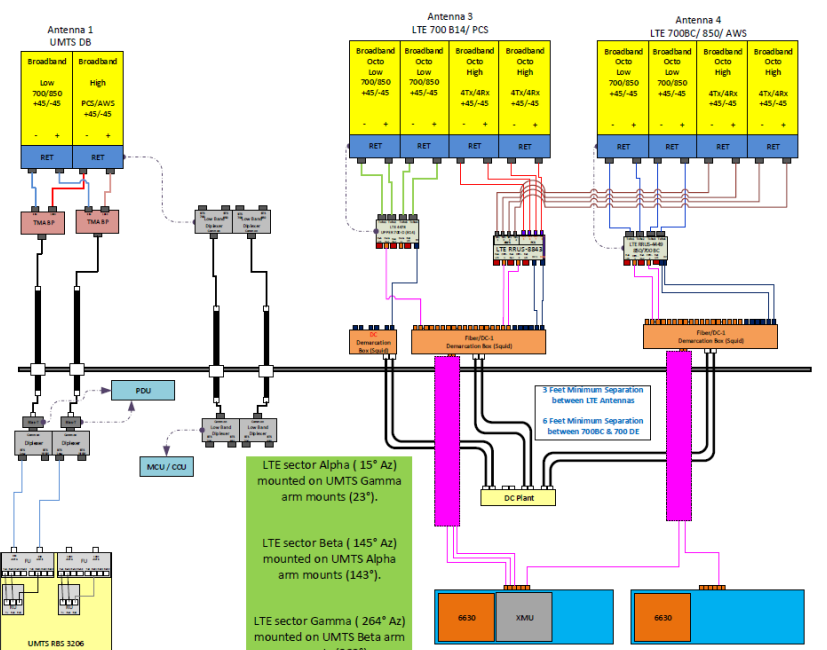 Antenna 1
UMTS DB
Antenna 3
LTE 700 B14/ PCS
Antenna 4
LTE 700BC/ 850/ AWS
Broadband
Low
700/850
+45/-45
- +
RET
Broadband
High
PCS/AWS
+45/-45
- +
RET
Broadband
Octo
Low
700/850
+45/-45
- +
RET
Broadband
Octo
Low
700/850
+45/-45
- +
RET
Broadband
Octo
High
4Tx/4Rx
+45/-45
- +
RET
Broadband
Octo
High
4Tx/4Rx
+45/-45
- +
RET
Broadband
Octo
Low
700/850
+45/-45
- +
RET
Broadband
Octo
Low
700/850
+45/-45
- +
RET
Broadband
Octo
High
4Tx/4Rx
+45/-45
- +
RET
Broadband
Octo
High
4Tx/4Rx
+45/-45
- +
RET
TMA BP
TMA BP
Low Band
Diplexer
Low Band
Diplexer
LTE RRUS-8843
850/700 BC
DC
Demarcation
Box (Squid)
Fiber/DC-1
Demarcation Box (Squid)
Fiber/DC-1
Demarcation Box (Squid)
PDU
3 Feet Minimum Separation
between LTE Antennas
6 Feet Minimum Separation
between 700BC & 700 DE
Diplexer
Diplexer
Low Band
Diplexer
Low Band
Diplexer
MCU / CCU
LTE sector Alpha ( 15° Az)
mounted on UMTS Gamma
arm mounts (23°).
LTE sector Beta ( 145° Az)
mounted on UMTS Alpha
arm mounts (143°).
LTE sector Gamma ( 264° Az)
mounted on UMTS Beta arm
DC Plant
FU
FU
RU
RU
UMTS RBS 3206
6630
XMU
6630